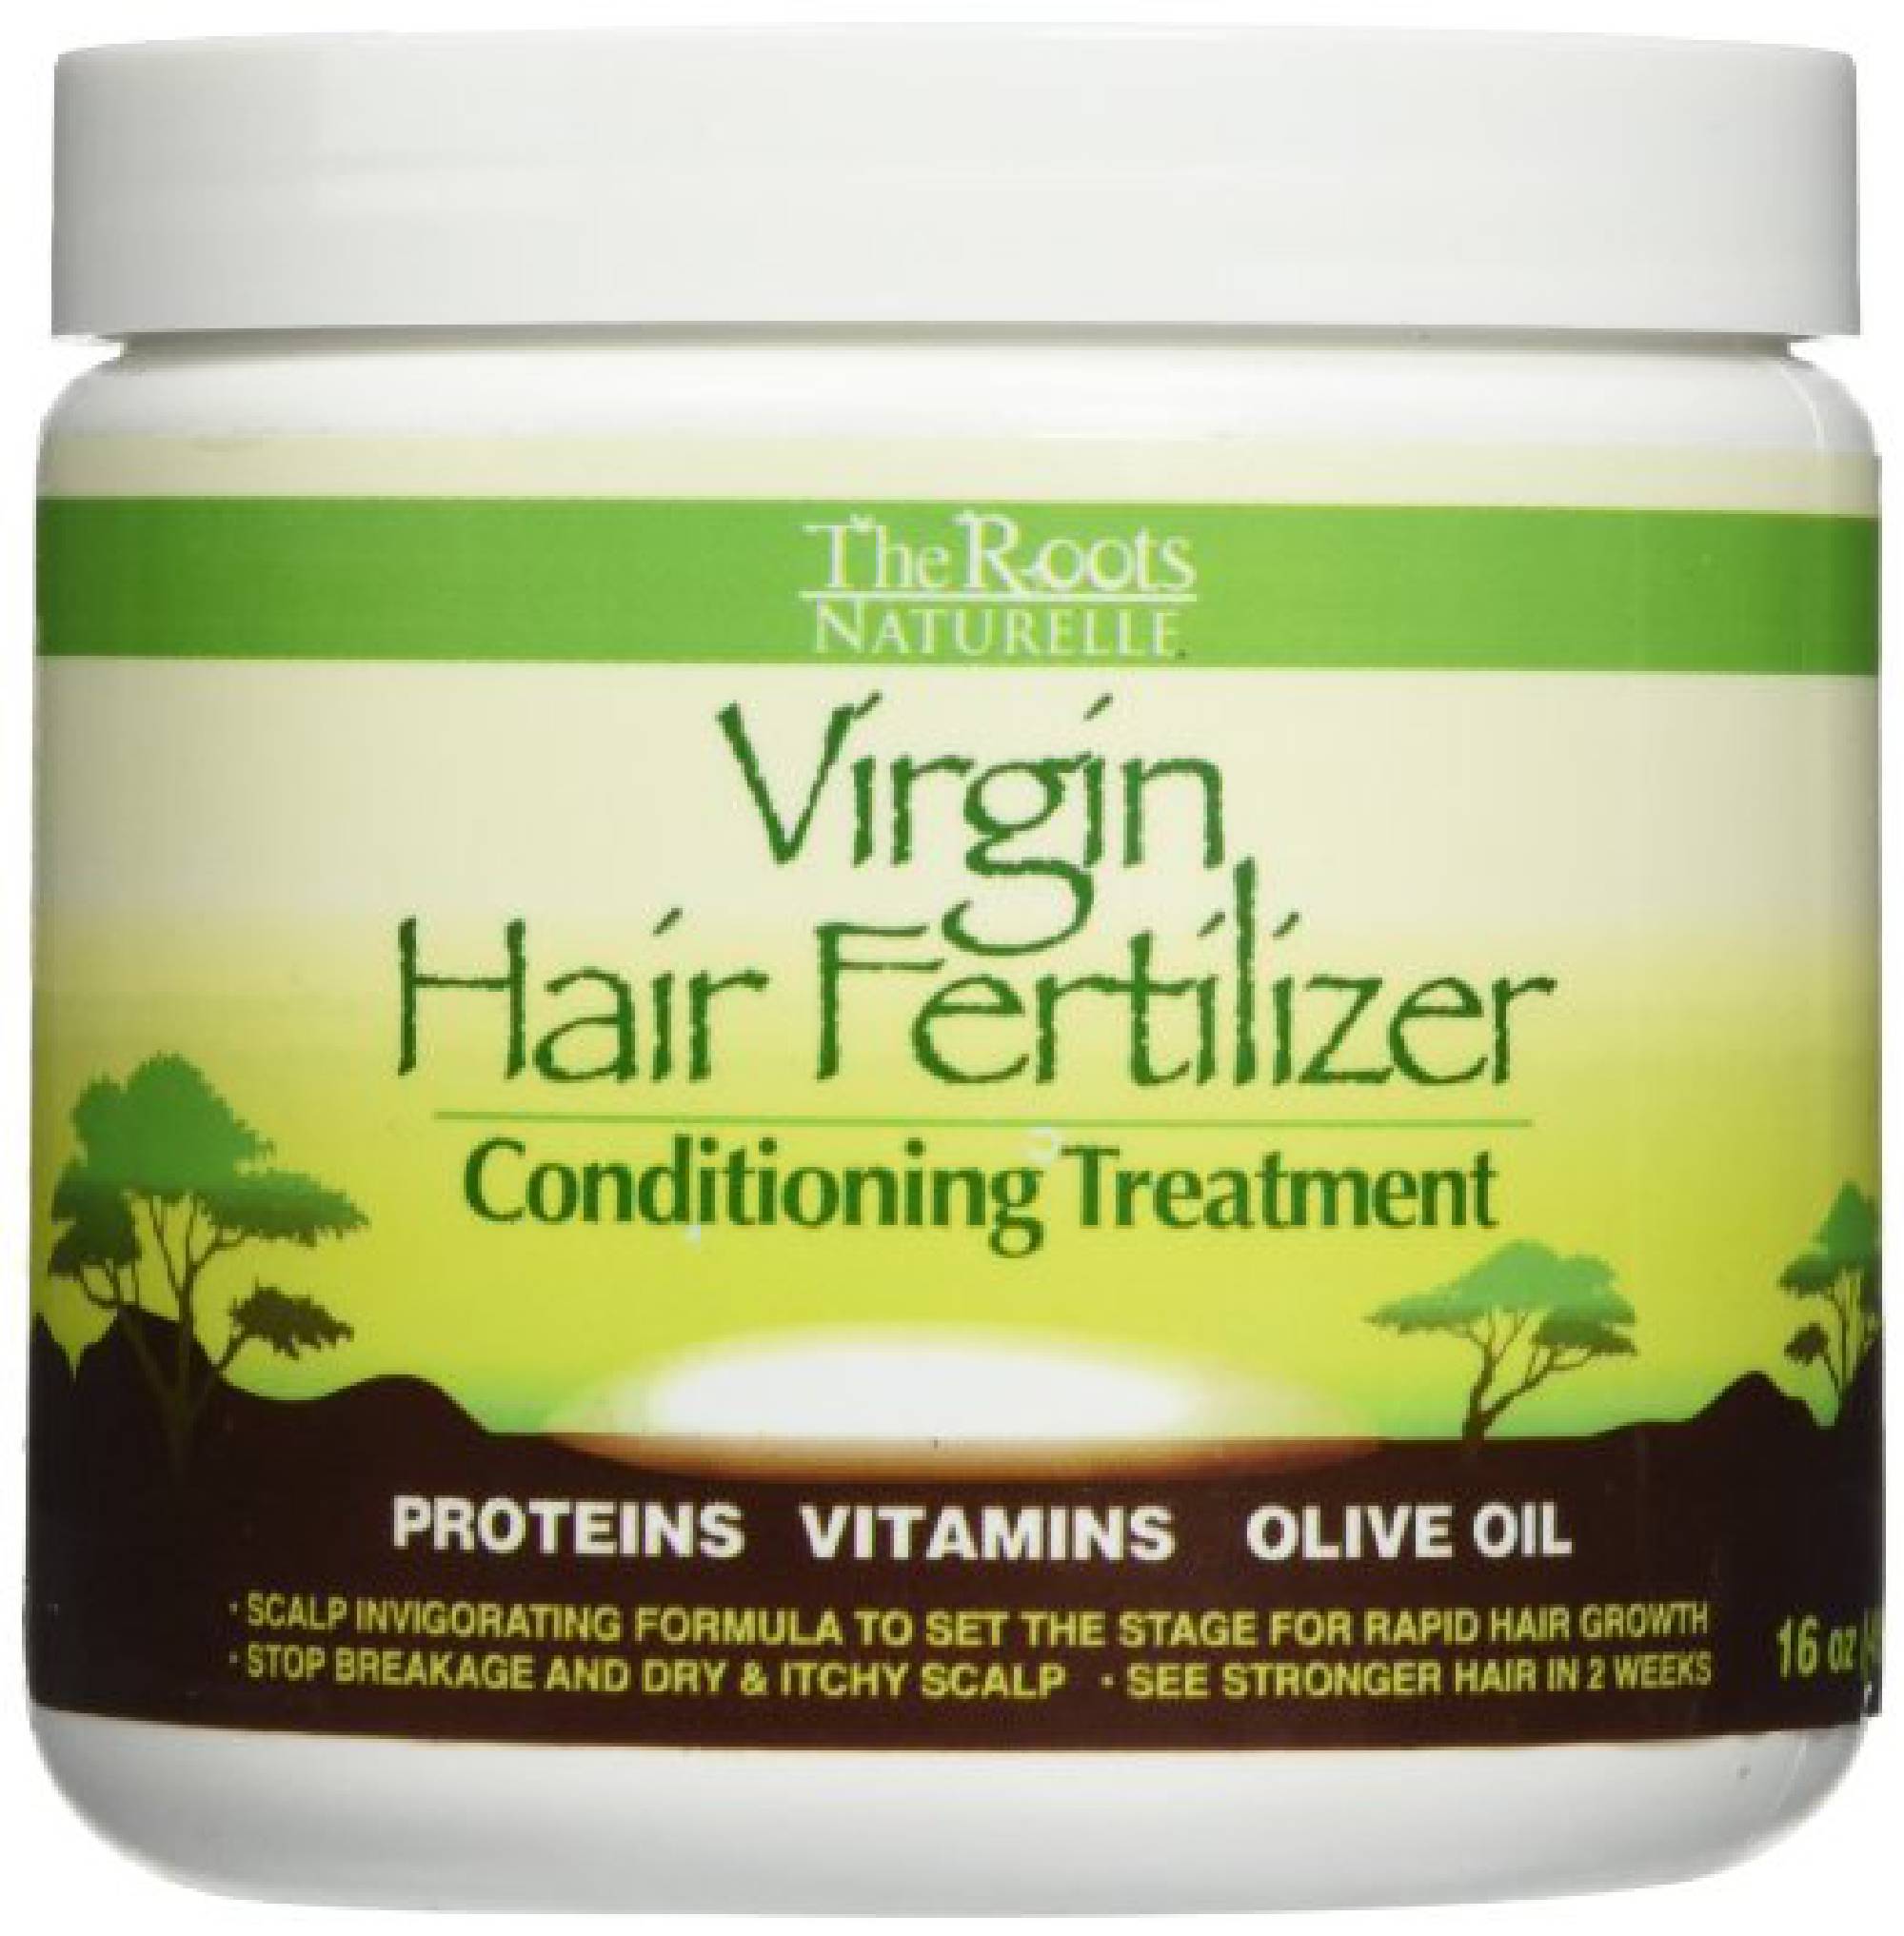 The Roots
NATURELLE
Virgin
Hair Fertilizer
Conditioning Treatment
PROTEINS VITAMINS OLIVE OIL
• SCALP INVIGORATING FORMULA TO SET THE STAGE FOR RAPID HAIR GROWTH
• STOP BREAKAGE AND DRY & ITCHY SCALP • SEE STRONGER HAIR IN 2 WEEKS
16 oz